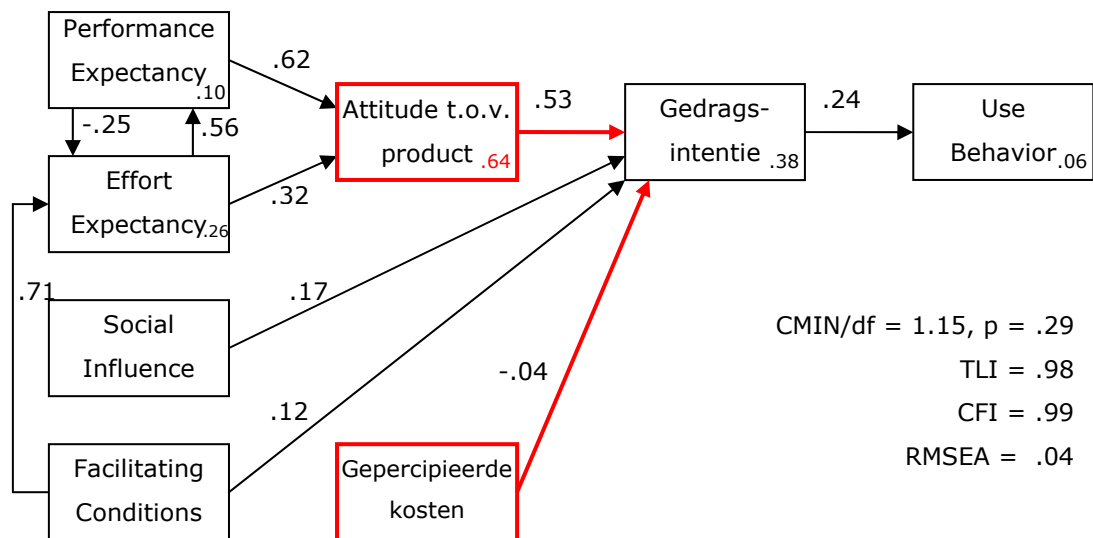 Performance
Expectancy
.10
.62
-.25
.56
Attitude t.o.v.
product
.64
.53
Gedrags-
intentie
.38
.24
Use
Behavior
.06
Effort
Expectancy
.26
.32
.71
Social
Influence
.17
-.04
CMIN/df = 1.15, p = .29
TLI = .98
CFI = .99
RMSEA = .04
.12
Facilitating
Conditions
Gepercipieerde
kosten